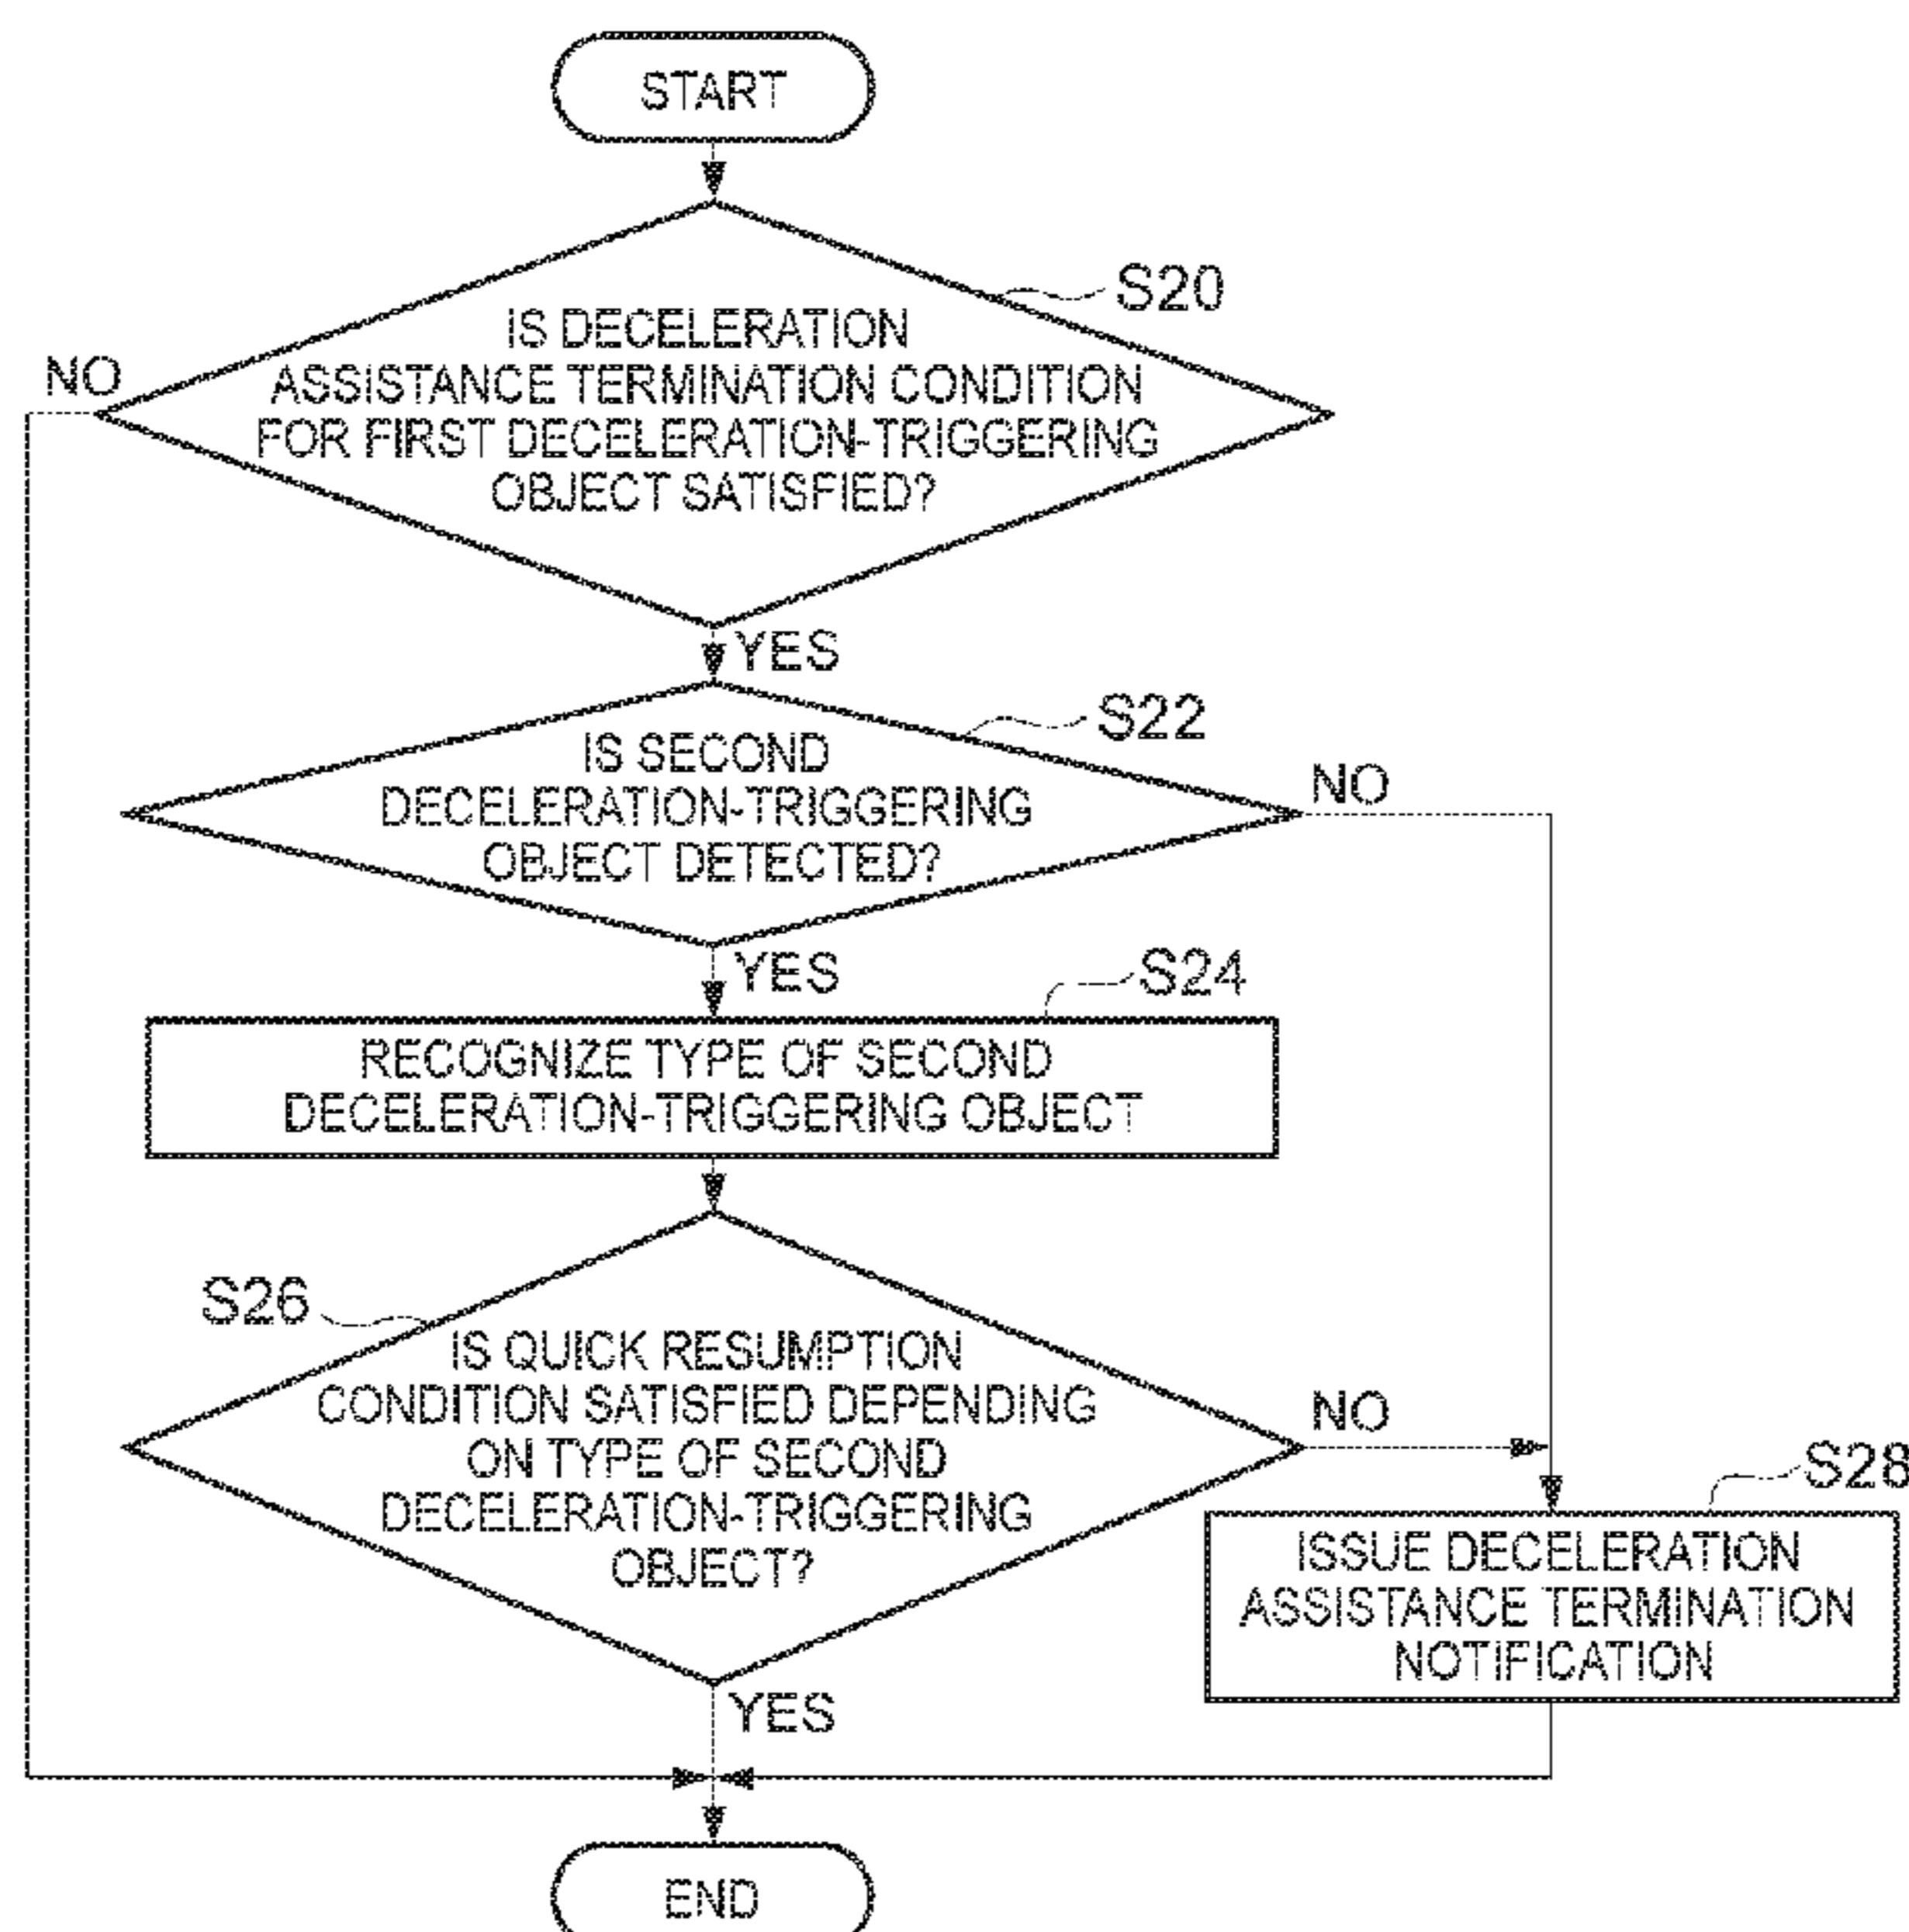 START
S20
IS DECELERATION
ASSISTANCE TERMINATION CONDITION
FOR FIRST DECELERATION-TRIGGERING
OBJECT SATISFIED?
NO
YES
S22
IS SECOND
DECELERATION-TRIGGERING
OBJECT DETECTED?
NO
YES
S24
RECOGNIZE TYPE OF SECOND
DECELERATION-TRIGGERING OBJECT
S26
IS QUICK RESUMPTION
CONDITION SATISFIED DEPENDING
ON TYPE OF SECOND
DECELERATION-TRIGGERING
OBJECT?
NO
YES
S28
ISSUE DECELERATION
ASSISTANCE TERMINATION
NOTIFICATION
END